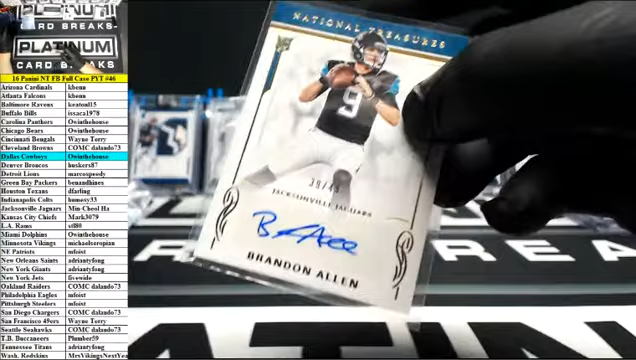 PLATINUM
CARD BREAKS
16 Panini NT FB Full Case PYT #46
Arizona Cardinals kbenn
Atlanta Falcons kbenn
Baltimore Ravens keaton15
Buffalo Bills issaca1978
Carolina Panthers Owinthehouse
Chicago Bears Owinthehouse
Cincinnati Bengals Wayne Terry
Cleveland Browns COMC dalando73
Dallas Cowboys Owinthehouse
Denver Broncos huskers87
Detroit Lions marcospeedy
Green Bay Packers benandhines
Houston Texans dfarling
Indianapolis Colts bumesy33
Jacksonville Jaguars Min-Cheol Ha
Kansas City Chiefs Mark3079
L.A. Rams stl80
Miami Dolphins Owinthehouse
Minnesota Vikings michaelseropian
NE Patriots mfoist
New Orleans Saints adriantyfong
New York Giants adriantyfong
New York Jets fivewide
Oakland Raiders COMC dalando73
Philadelphia Eagles mfoist
Pittsburgh Steelers mfoist
San Diego Chargers COMC dalando73
San Francisco 49ers Wayne Terry
Seattle Seahawks COMC dalando73
T.B. Buccaneers Plumber59
Tennessee Titans adriantyfong
Wash. Redskins MrsVikingsNextYea
NATIONAL TREASURES
RC
9
JACKSONVILLE JAGUARS
BRANDON ALLEN
D BREAKS